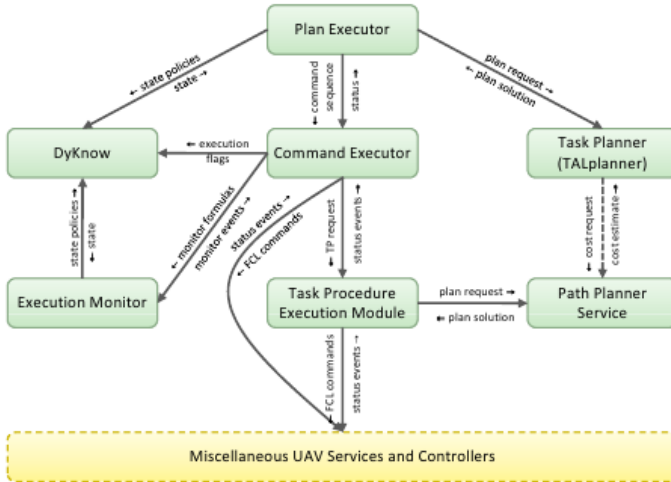 Plan Executor
← state policies
state →
← command
sequence
status →
plan request →
← plan solution
DyKnow
← execution
flags
Command Executor
Task Planner
(TALplanner)
state policies →
← state
← monitor formulas
monitor events →
status events →
← FCL commands
← TP request
status events →
← cost request
cost estimate →
Execution Monitor
Task Procedure
Execution Module
plan request →
← plan solution
Path Planner
Service
← FCL commands
status events →
Miscellaneous UAV Services and Controllers